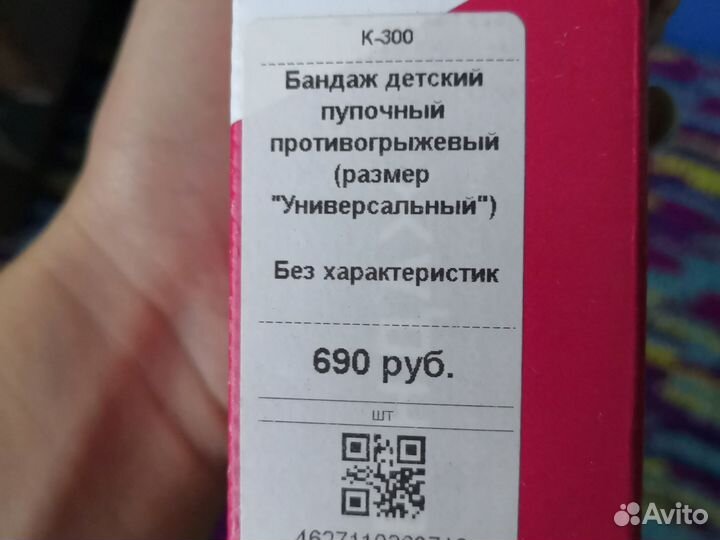 К-300
Бандаж детский
пупочный
противогрыжевый
(размер
"Универсальный")
Без характеристик
690 руб.
шт
Avito